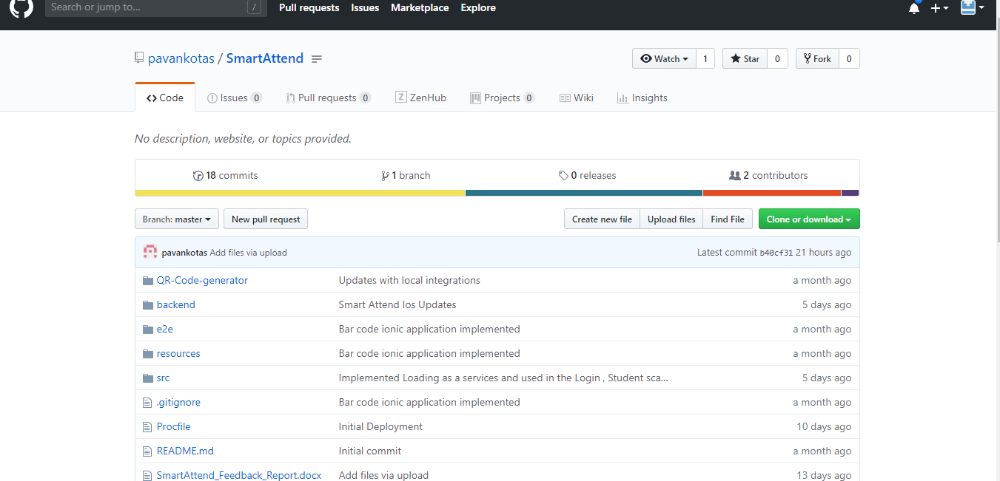 Search or jump to... /
Pull requests Issues Marketplace Explore
pavankotas / SmartAttend
Watch 1 Star 0 Fork 0
Code Issues 0 Pull requests 0 Z ZenHub Projects 0 Wiki Insights
No description, website, or topics provided.
18 commits 1 branch 0 releases 2 contributors
Branch: master New pull request Create new file Upload files Find File Clone or download
pavankotas Add files via upload Latest commit b40cf31 21 hours ago
QR-Code-generator Updates with local integrations a month ago
backend Smart Attend Ios Updates 5 days ago
e2e Bar code ionic application implemented a month ago
resources Bar code ionic application implemented a month ago
src Implemented Loading as a services and used in the Login , Student sca... 5 days ago
.gitignore Bar code ionic application implemented a month ago
Procfile Initial Deployment 10 days ago
README.md Initial commit a month ago
SmartAttend_Feedback_Report.docx Add files via upload 13 days ago